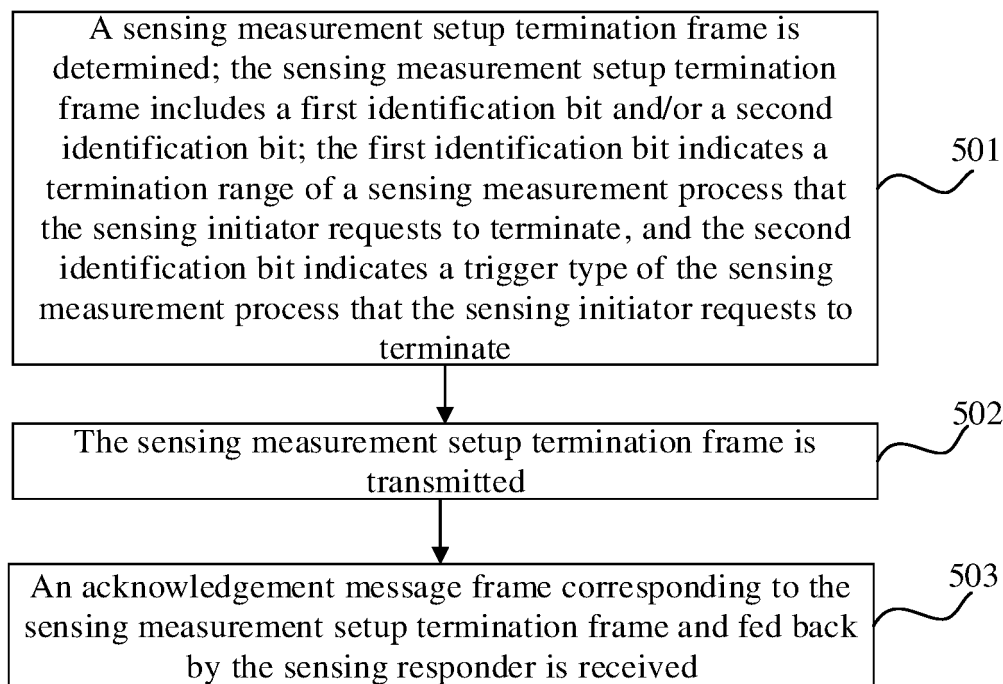 A sensing measurement setup termination frame is
determined; the sensing measurement setup termination
frame includes a first identification bit and/or a second
identification bit; the first identification bit indicates a
termination range of a sensing measurement process that
the sensing initiator requests to terminate, and the second
identification bit indicates a trigger type of the sensing
measurement process that the sensing initiator requests to
terminate
501
The sensing measurement setup termination frame is
transmitted
502
An acknowledgement message frame corresponding to the
sensing measurement setup termination frame and fed back
by the sensing responder is received
503